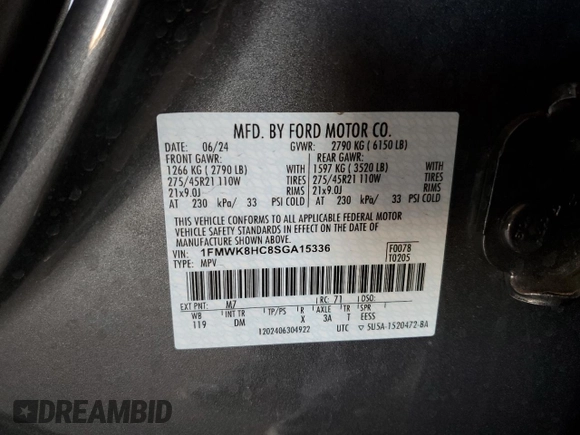 MFD. BY FORD MOTOR CO.
DATE: 06/24 GVWR: 2790 KG ( 6150 LB)
FRONT GAWR: REAR GAWR:
1266 KG ( 2790 LB) WITH 1597 KG ( 3520 LB) WITH
275/45R21 110W TIRES 275/45R21 110W TIRES
21x9.0J RIMS 21x9.0J RIMS
AT 230 kPa/ 33 PSI COLD AT 230 kPa/ 33 PSI COLD
THIS VEHICLE CONFORMS TO ALL APPLICABLE FEDERAL MOTOR
VEHICLE SAFETY STANDARDS IN EFFECT ON THE DATE OF
MANUFACTURE SHOWN ABOVE.
VIN: 1FMWK8HC8SGA15336 F0078
TYPE: MPV T0205
EXT PNT: M7 RC: 71 DSO:
WB INT TR TP/PS R AXLE TR SPR
119 DM X 3A T EESS
1202406304922 UTC ▽ 5U5A-1520472-BA
DREAMBID